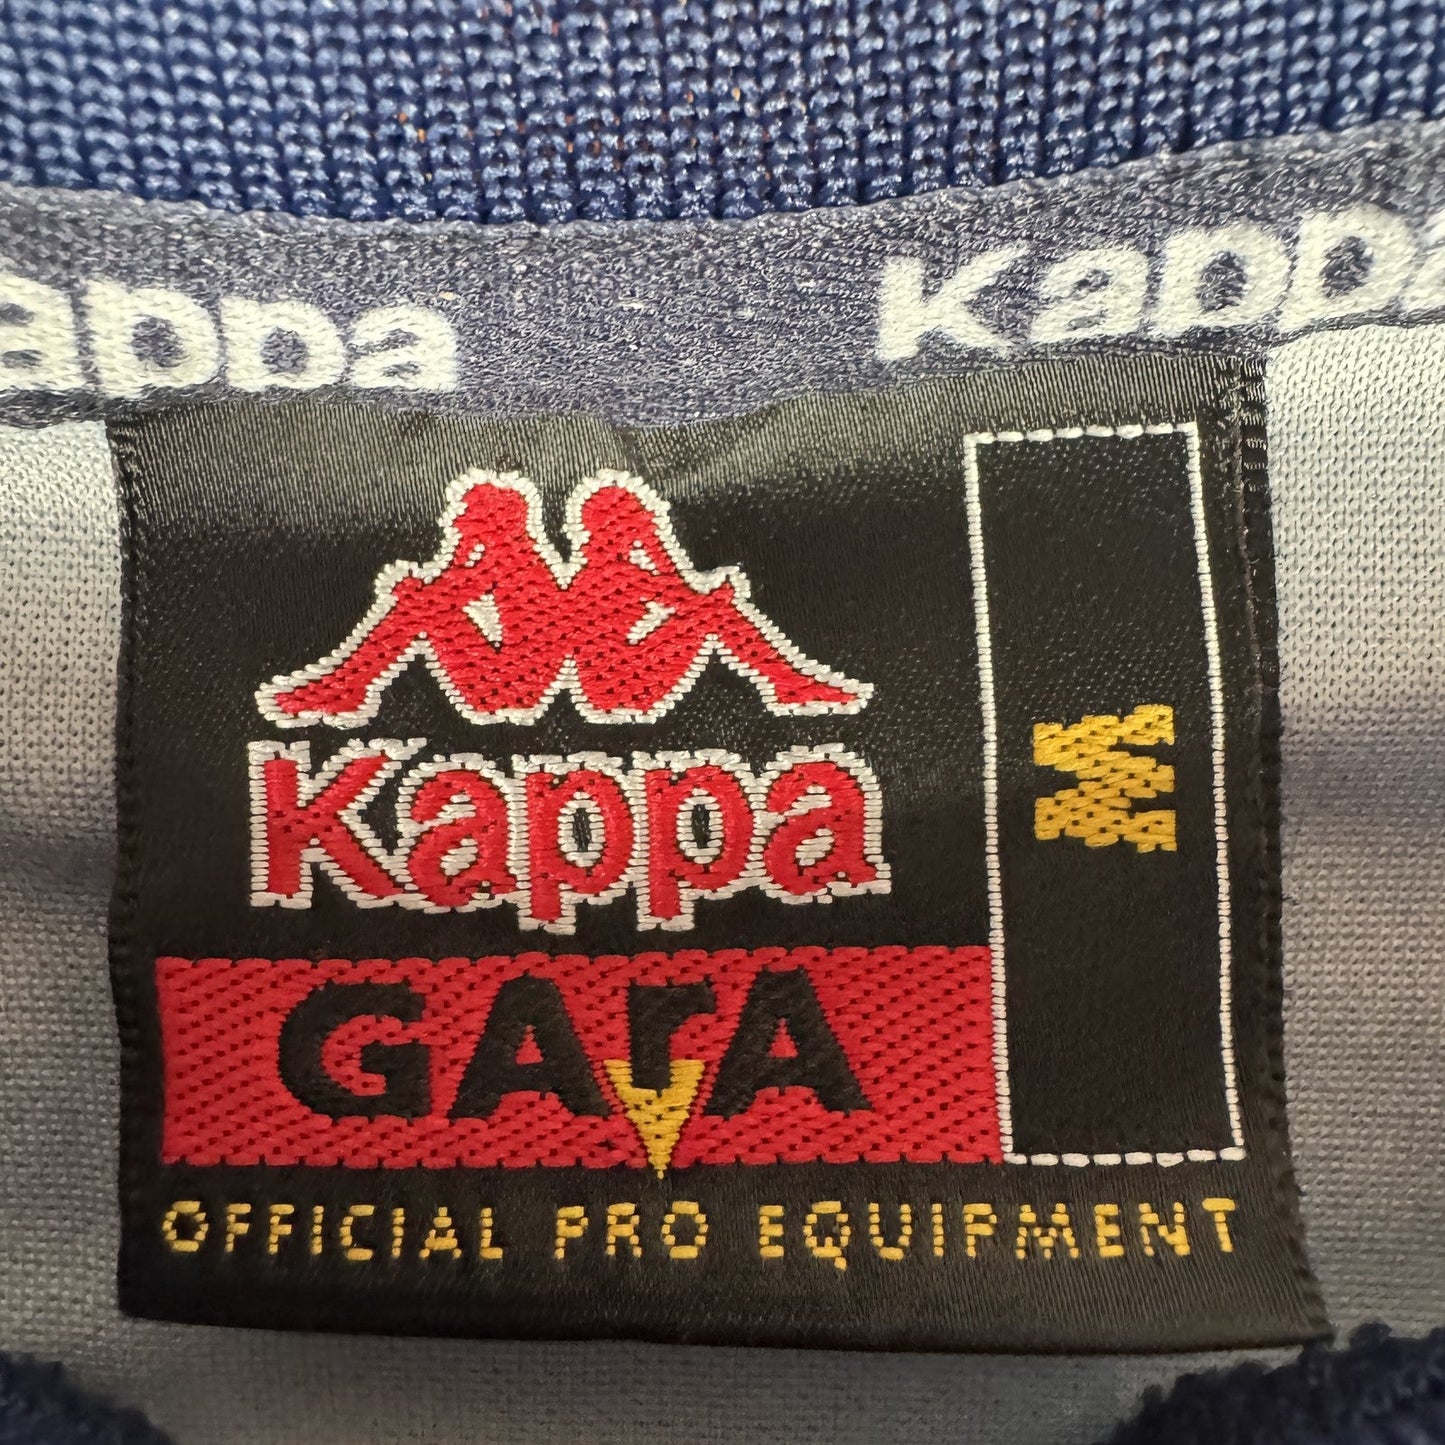 Kappa Kappa
Kappa
M
GARA
OFFICIAL PRO EQUIPMENT